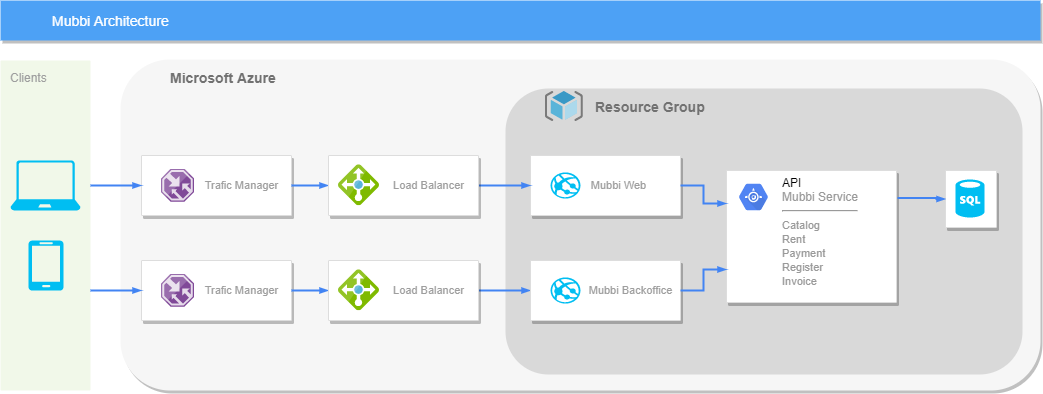 Mubbi Architecture
Clients
Microsoft Azure
Resource Group
Trafic Manager
Load Balancer
Mubbi Web
API
Mubbi Service
Catalog
Rent
Payment
Register
Invoice
SQL
Trafic Manager
Load Balancer
Mubbi Backoffice